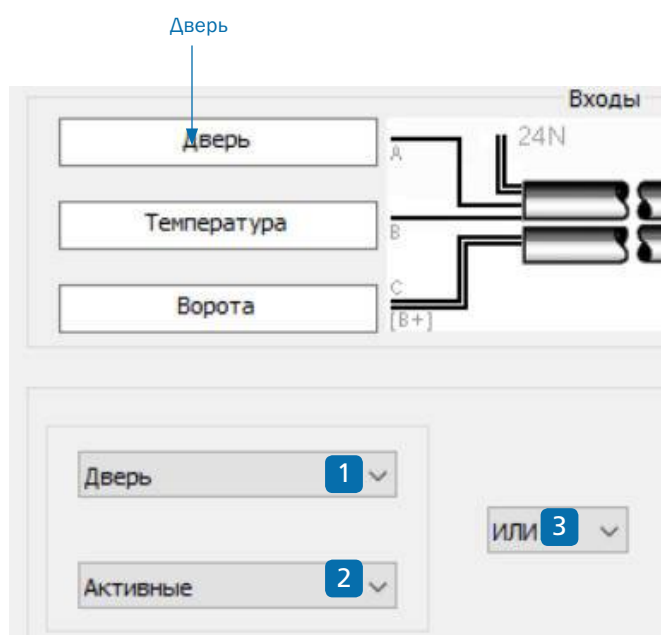 Дверь
Входы
Дверь
A
24N
Температура
B
Ворота
C
[B+]
Дверь 1
ИЛИ 3
Активные 2